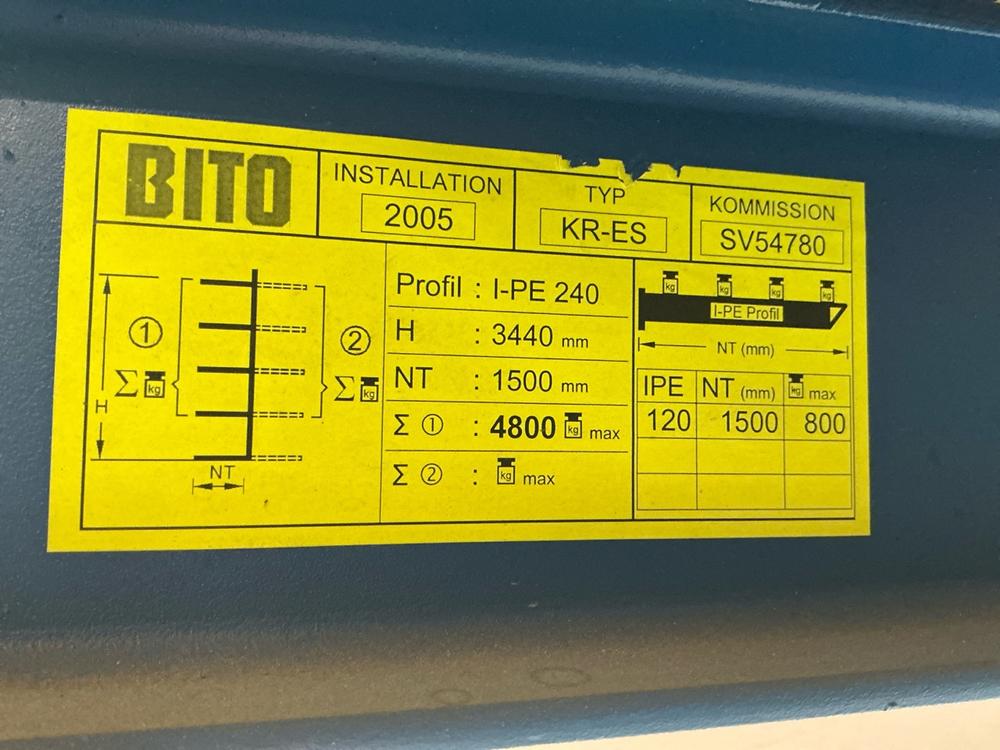 BITO
INSTALLATION
2005
TYP
KR-ES
KOMMISSION
SV54780
H
① Σ kg
② Σ kg
NT
Profil : I-PE 240
H : 3440 mm
NT : 1500 mm
Σ ① : 4800 kg max
Σ ② : kg max
kg kg kg kg
I-PE Profil
NT (mm)
IPE NT (mm) kg max
120 1500 800